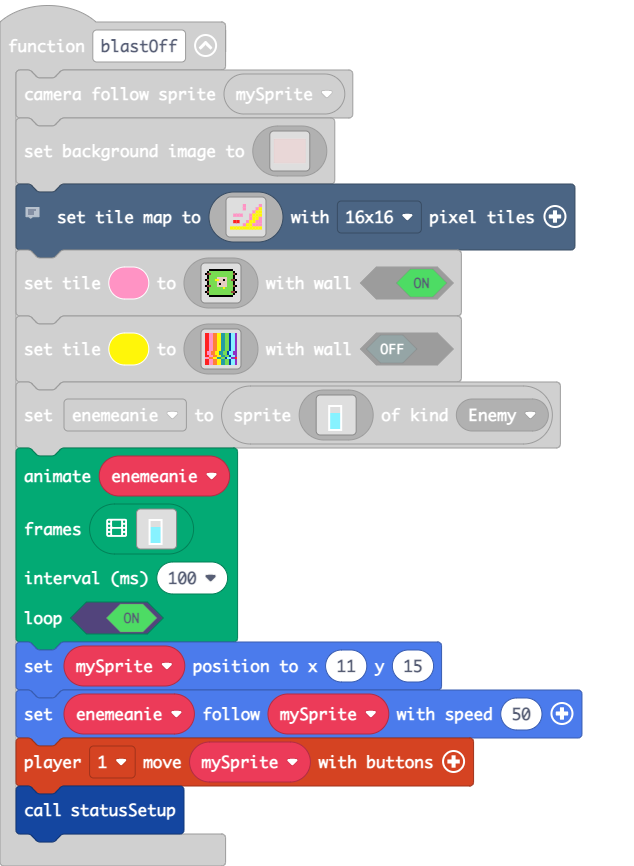 function blastOff
camera follow sprite mySprite
set background image to
set tile map to with 16x16 pixel tiles
set tile to with wall ON
set tile to with wall OFF
set enemeanie to sprite of kind Enemy
animate enemeanie
frames
interval (ms) 100
loop ON
set mySprite position to x 11 y 15
set enemeanie follow mySprite with speed 50
player 1 move mySprite with buttons
call statusSetup